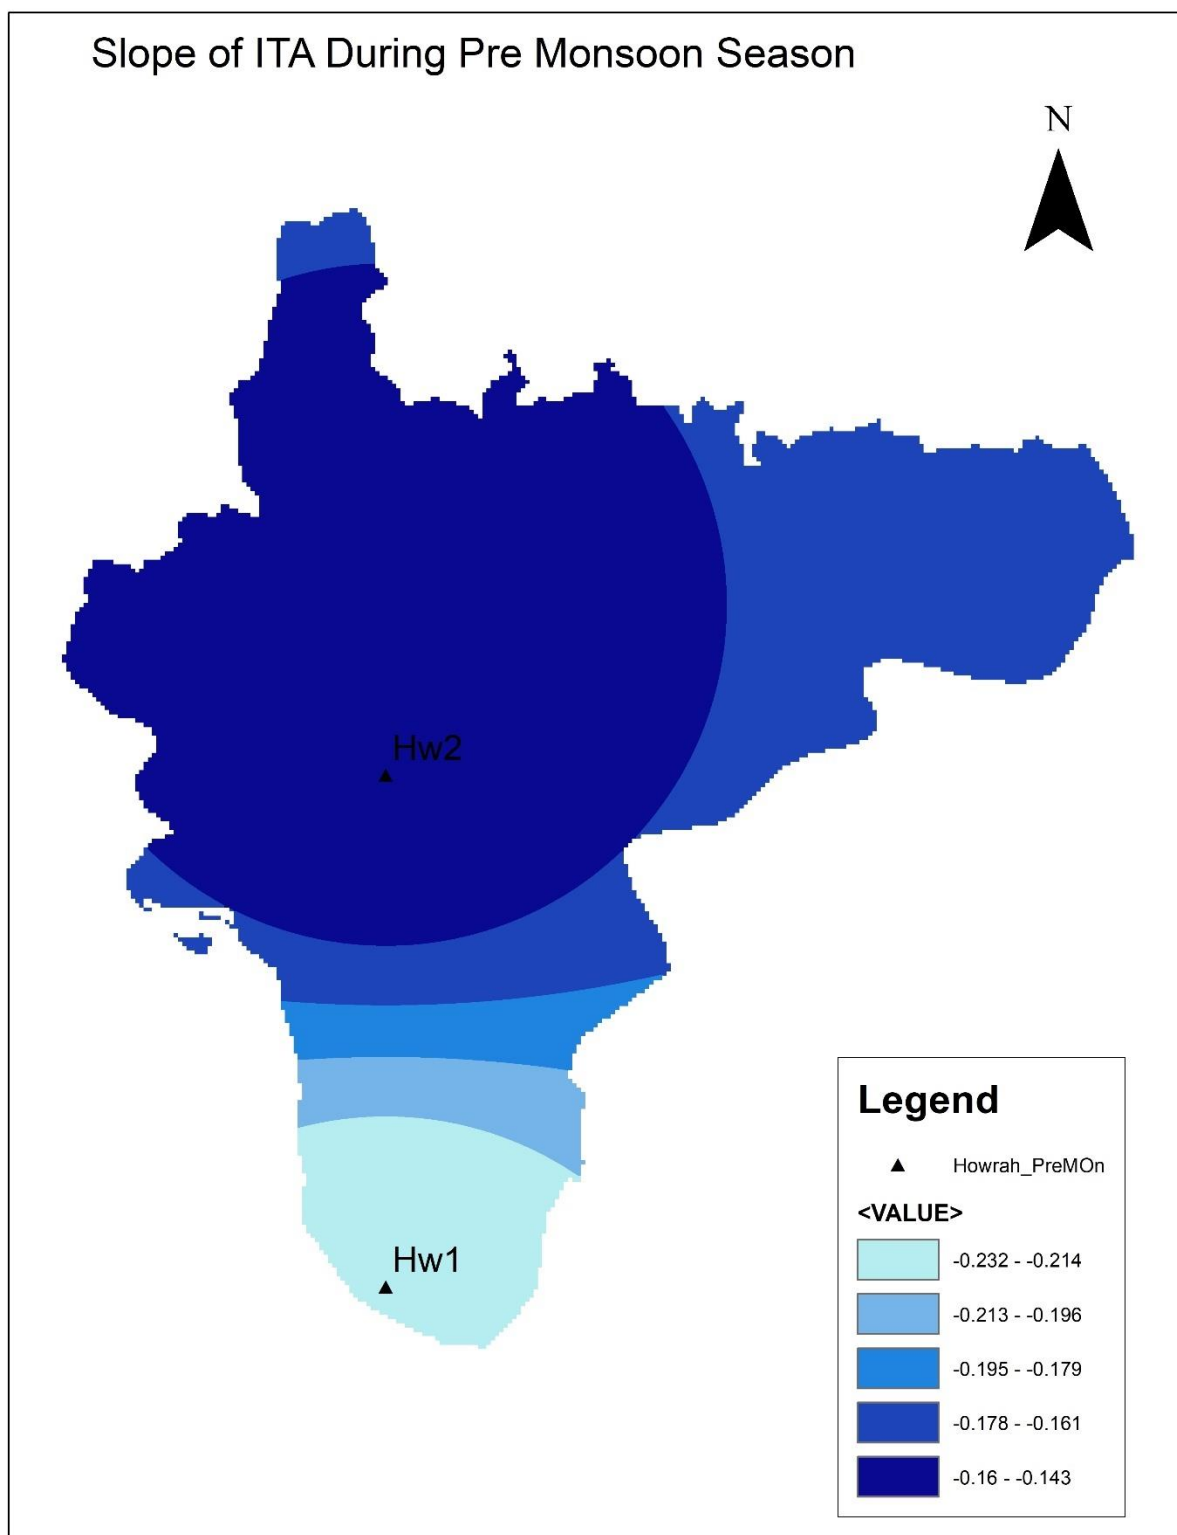 Slope of ITA During Pre Monsoon Season
N
Hw2
Hw1
Legend
Howrah_PreMOn
<VALUE>
-0.232 - -0.214
-0.213 - -0.196
-0.195 - -0.179
-0.178 - -0.161
-0.16 - -0.143